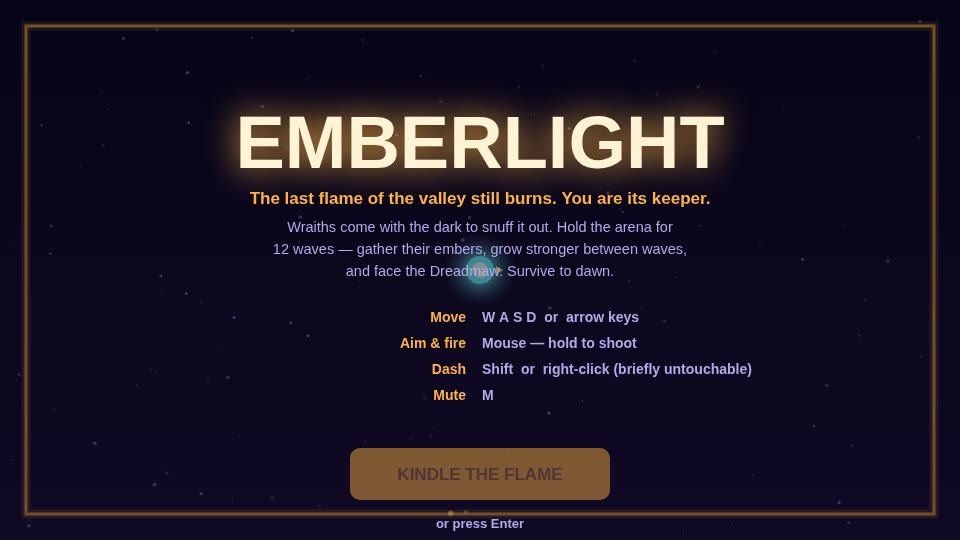 EMBERLIGHT
The last flame of the valley still burns. You are its keeper.
Wraiths come with the dark to snuff it out. Hold the arena for
12 waves — gather their embers, grow stronger between waves,
and face the Dreadmaw. Survive to dawn.
Move W A S D or arrow keys
Aim & fire Mouse — hold to shoot
Dash Shift or right-click (briefly untouchable)
Mute M
KINDLE THE FLAME
or press Enter